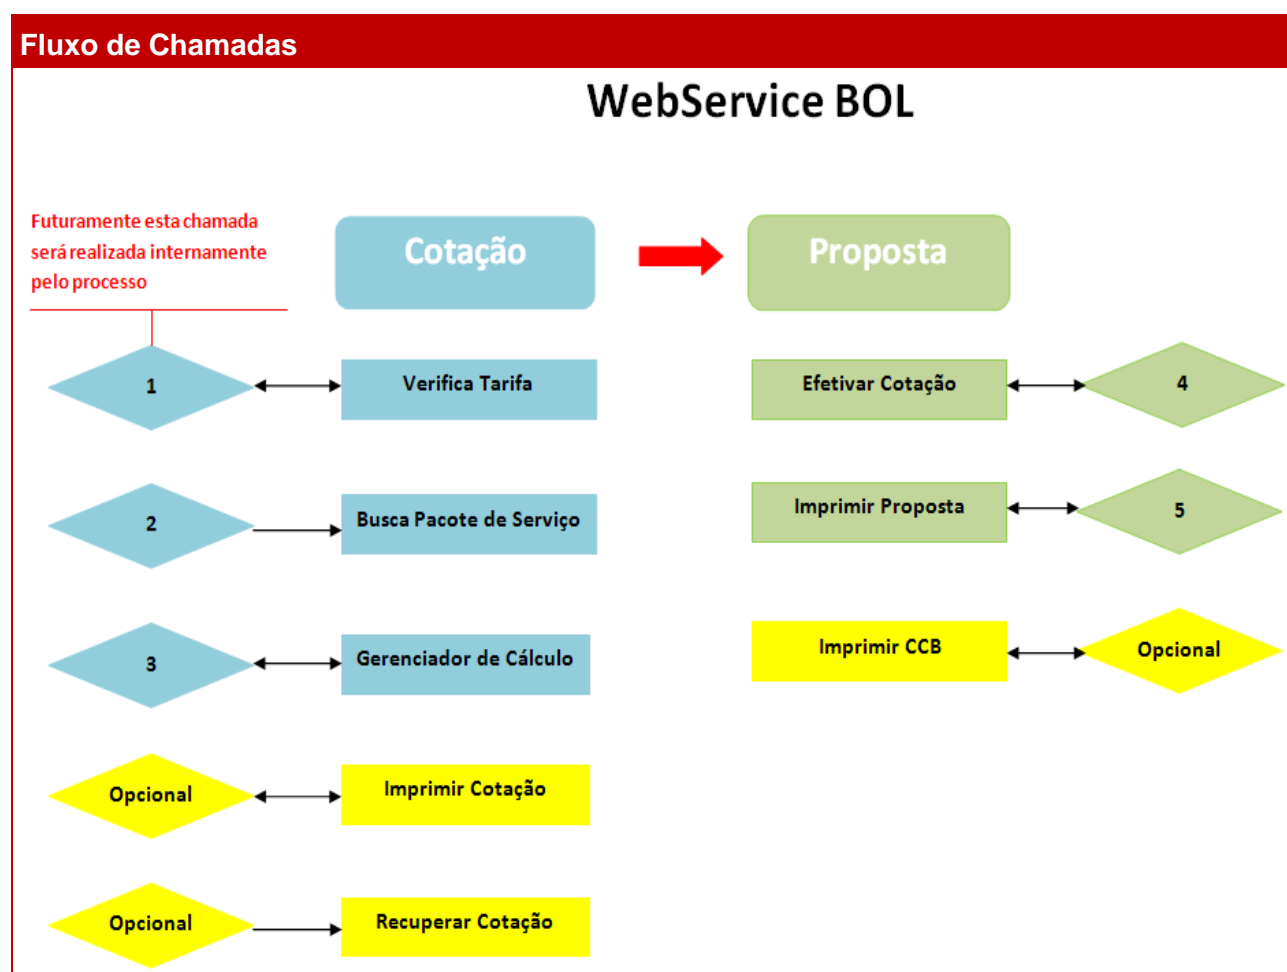 Fluxo de Chamadas
WebService BOL
Futuramente esta chamada
será realizada internamente
pelo processo
Cotação
Proposta
1
Verifica Tarifa
Efetivar Cotação
4
2
Busca Pacote de Serviço
Imprimir Proposta
5
3
Gerenciador de Cálculo
Imprimir CCB
Opcional
Opcional
Imprimir Cotação
Opcional
Recuperar Cotação